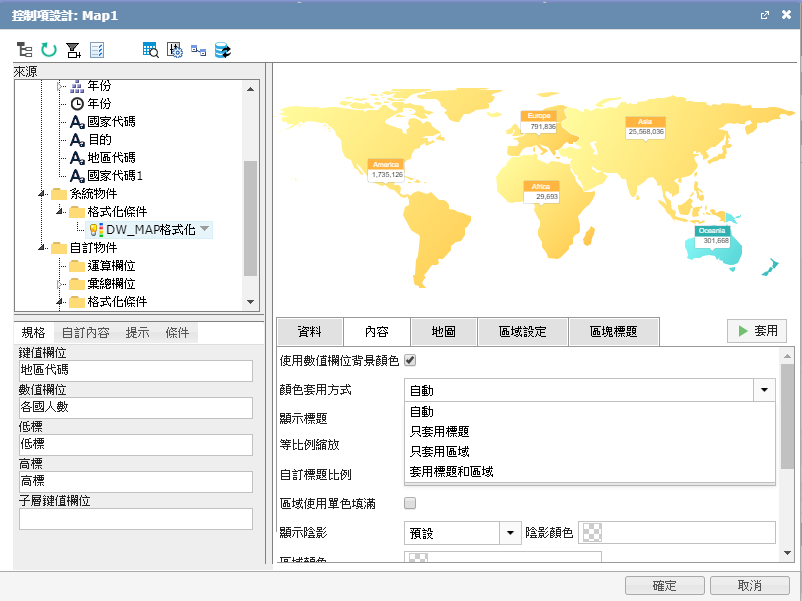 控制項設計: Map1
來源
年份
年份
國家代碼
目的
地區代碼
國家代碼1
系統物件
格式化條件
DW_MAP格式化
自訂物件
運算欄位
彙總欄位
格式化條件
規格 自訂內容 提示 條件
鍵值欄位
地區代碼
數值欄位
各國人數
低標
低標
高標
高標
子層鍵值欄位
Europe
791,836
Asia
25,568,036
America
1,735,126
Africa
29,693
Oceania
301,668
資料 內容 地圖 區域設定 區塊標題 套用
使用數值欄位背景顏色
顏色套用方式 自動
顯示標題
等比例縮放
自訂標題比例
自動
只套用標題
只套用區域
套用標題和區域
區域使用單色填滿
顯示陰影 預設 陰影顏色
區域顏色
確定 取消